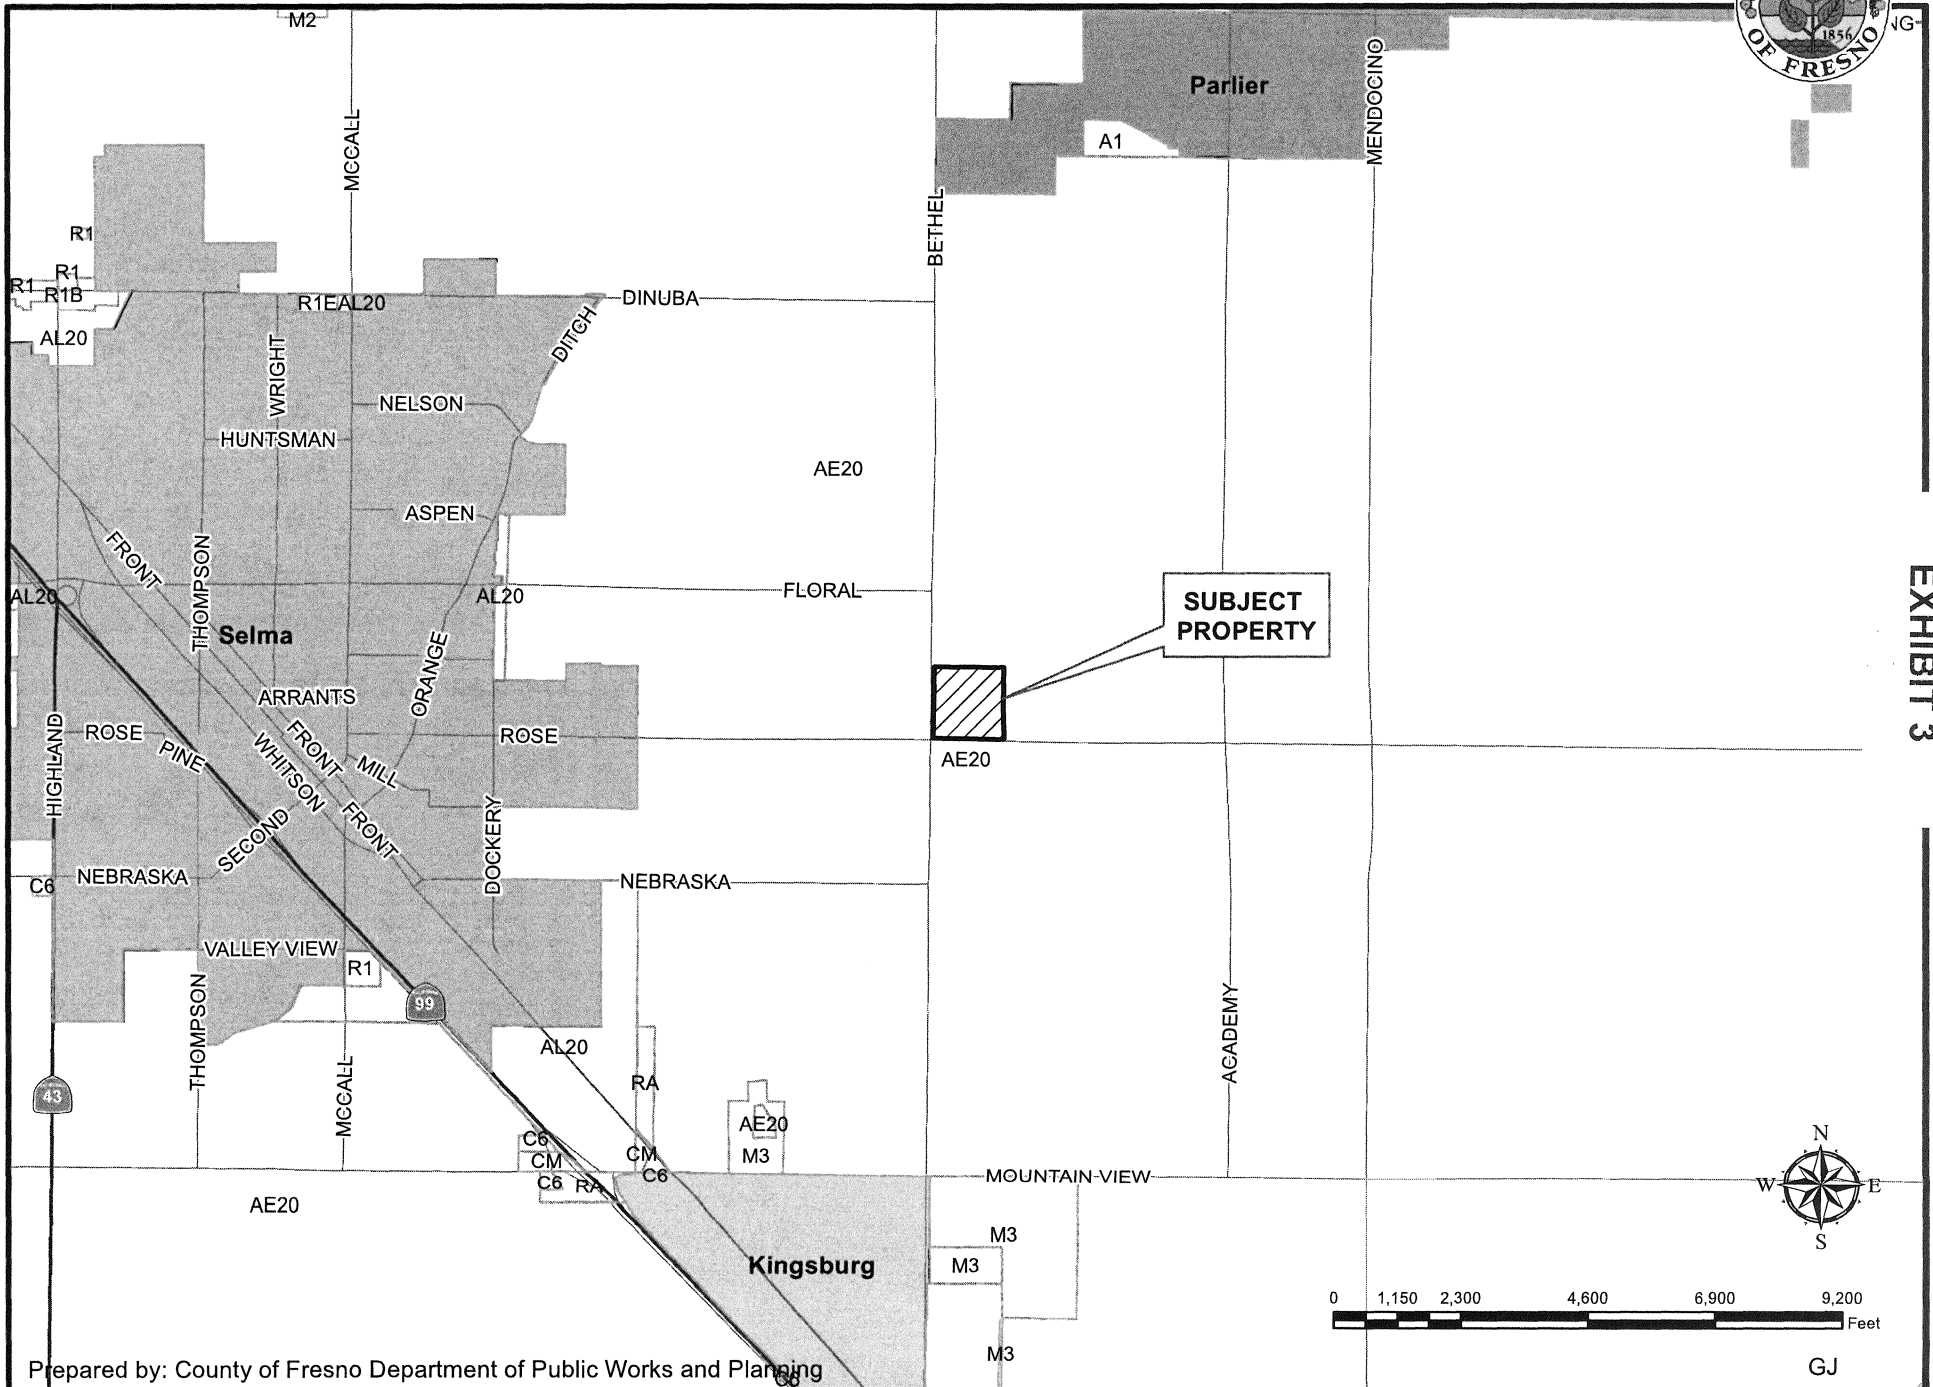 M2
1856
OF FRESNO
NG
Parlier
A1
MCCALL
MENDOCINO
BETHEL
R1
R1
R1
R1B
R1EAL20
DINUBA
AL20
DITCH
WRIGHT
NELSON
HUNTSMAN
AE20
ASPEN
FRONT
THOMPSON
FLORAL
AL20
AL20
SUBJECT
PROPERTY
EXHIBIT 3
Selma
ORANGE
ARRANTS
HIGHLAND
ROSE
PINE
FRONT
WHITSON
MILL
ROSE
AE20
SECOND
FRONT
DOCKERY
C6
NEBRASKA
NEBRASKA
VALLEY VIEW
R1
99
THOMPSON
MCCALL
ACADEMY
AL20
43
RA
AE20
C6
CM
CM
M3
C6
RA
C6
MOUNTAIN VIEW
N
W
E
S
AE20
M3
M3
Kingsburg
0 1,150 2,300 4,600 6,900 9,200
Feet
M3
GJ
Prepared by: County of Fresno Department of Public Works and Planning
C6